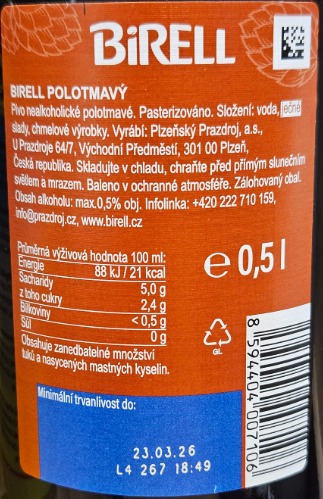 BiRELL
BIRELL POLOTMAVÝ
Pivo nealkoholické polotmavé. Pasterizováno. Složení: voda, ječné
slady, chmelové výrobky. Vyrábí: Plzeňský Prazdroj, a.s.,
U Prazdroje 64/7, Východní Předměstí, 301 00 Plzeň,
Česká republika. Skladujte v chladu, chraňte před přímým slunečním
světlem a mrazem. Baleno v ochranné atmosféře. Zálohovaný obal.
Obsah alkoholu: max.0,5% obj. Infolinka: +420 222 710 159,
info@prazdroj.cz, www.birell.cz
Průměrná výživová hodnota 100 ml:
Energie 88 kJ / 21 kcal
Sacharidy 5,0 g
z toho cukry 2,4 g
Bílkoviny <0,5 g
Sůl 0 g
Obsahuje zanedbatelné množství
tuků a nasycených mastných kyselin.
e 0,5 l
GL
8 594404 007106
Minimální trvanlivost do:
23.03.26
L4 267 18:49